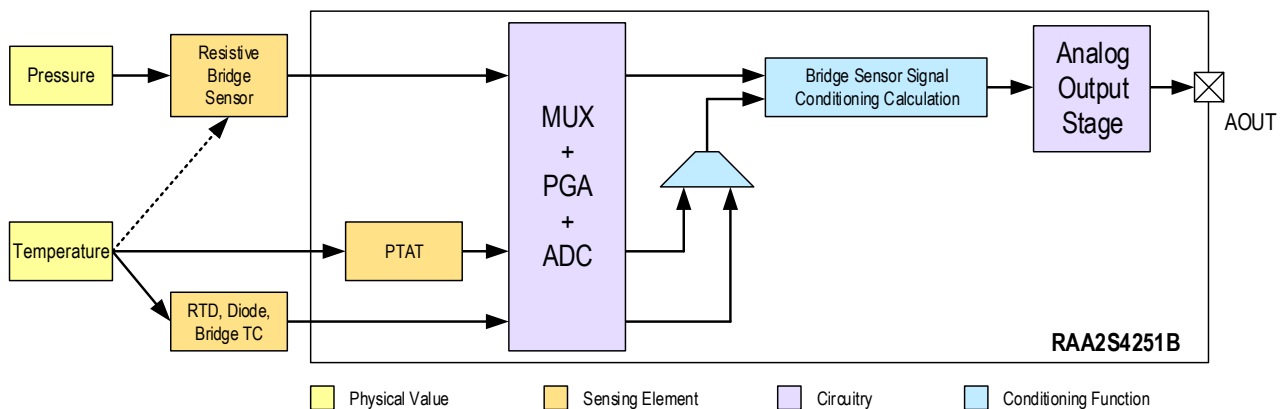 Pressure
Resistive
Bridge
Sensor
MUX
+
PGA
+
ADC
Bridge Sensor Signal
Conditioning Calculation
Analog
Output
Stage
AOUT
Temperature
PTAT
RTD, Diode,
Bridge TC
RAA2S4251B
Physical Value
Sensing Element
Circuitry
Conditioning Function